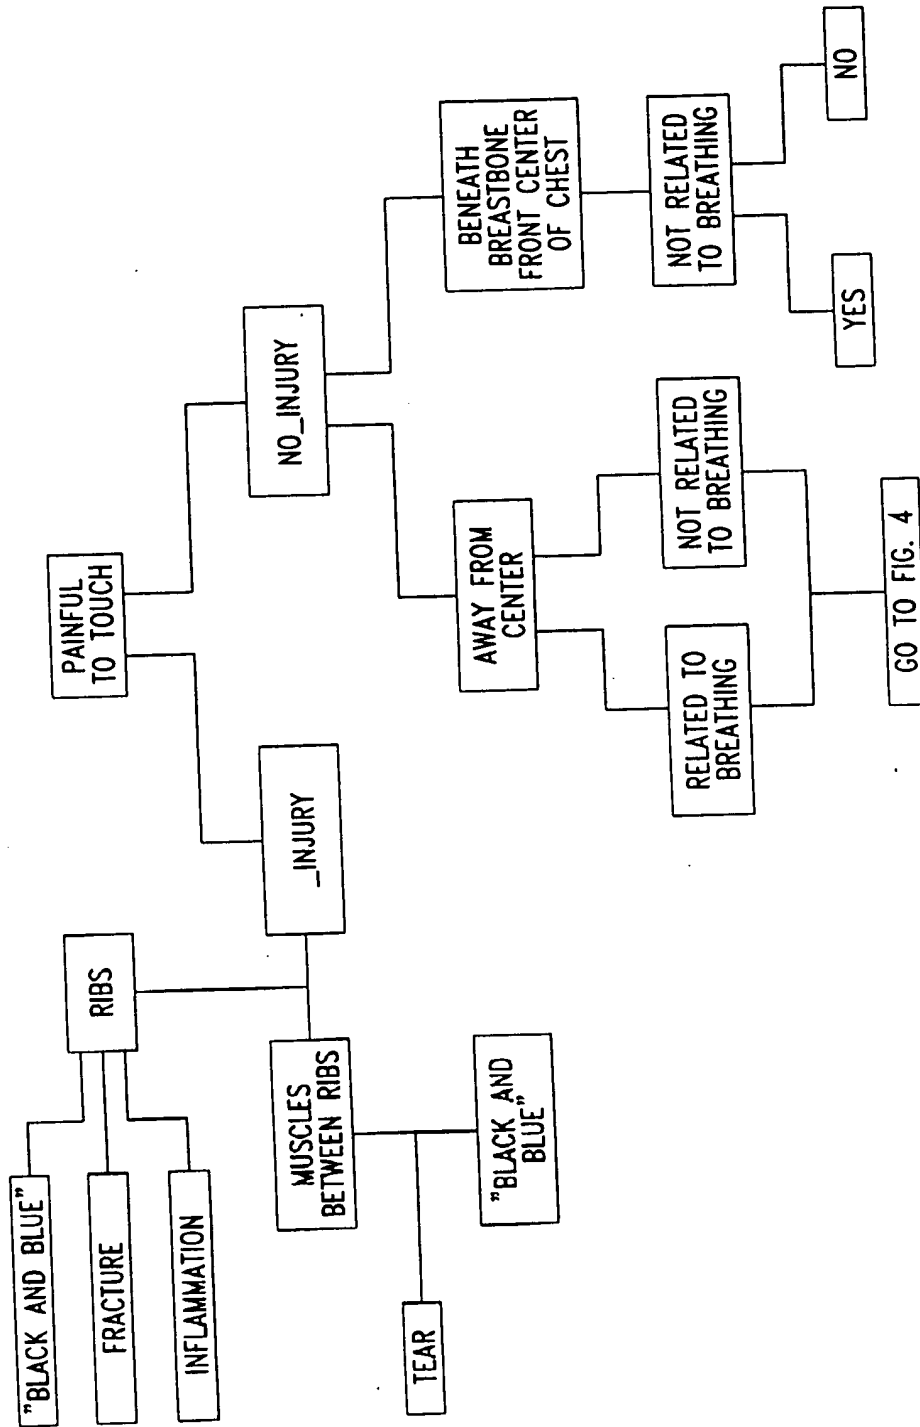 PAINFUL
TO TOUCH
_INJURY
NO_INJURY
RIBS
"BLACK AND BLUE"
FRACTURE
INFLAMMATION
MUSCLES
BETWEEN RIBS
TEAR
"BLACK AND
BLUE"
AWAY FROM
CENTER
BENEATH
BREASTBONE
FRONT CENTER
OF CHEST
RELATED TO
BREATHING
NOT RELATED
TO BREATHING
NOT RELATED
TO BREATHING
YES
NO
GO TO FIG. 4